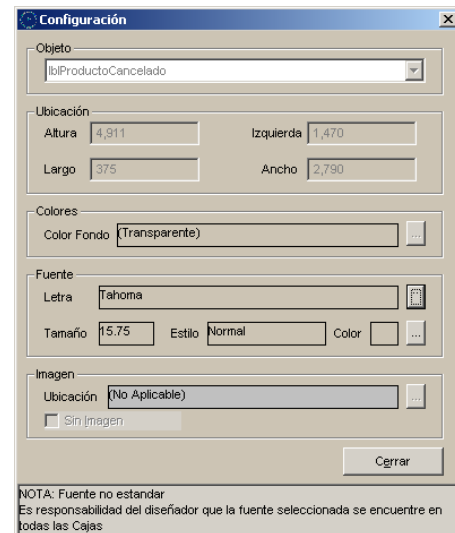 Configuración
Objeto
lblProductoCancelado
Ubicación
Altura 4,911 Izquierda 1,470
Largo 375 Ancho 2,790
Colores
Color Fondo (Transparente) ...
Fuente
Letra Tahoma ...
Tamaño 15.75 Estilo Normal Color ...
Imagen
Ubicación (No Aplicable) ...
Sin Imagen
Cerrar
NOTA: Fuente no estandar
Es responsabilidad del diseñador que la fuente seleccionada se encuentre en
todas las Cajas